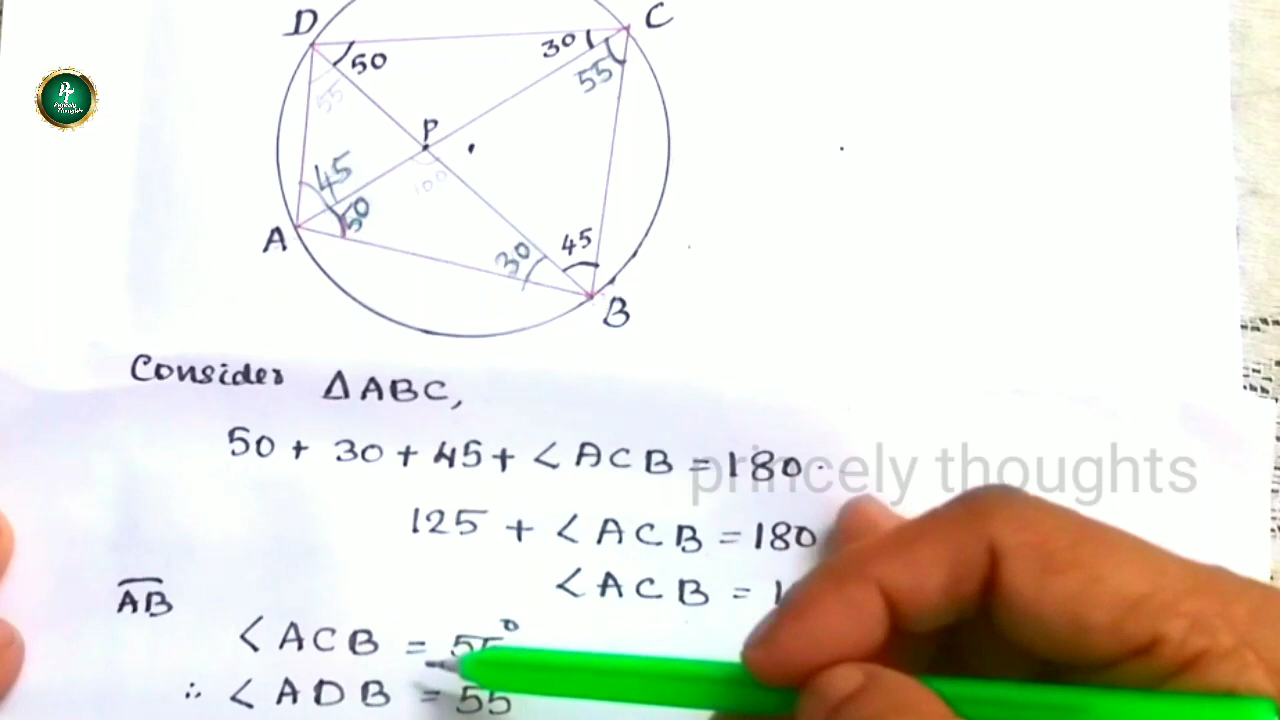 D
C
50
30
55
55
P
45
50
100
A
30
45
B
Consider ΔABC,
50 + 30 + 45 + <ACB = 180.
princely thoughts
125 + <ACB = 180
<ACB = 1
AB
<ACB = 55°
∴ <ADB = 55